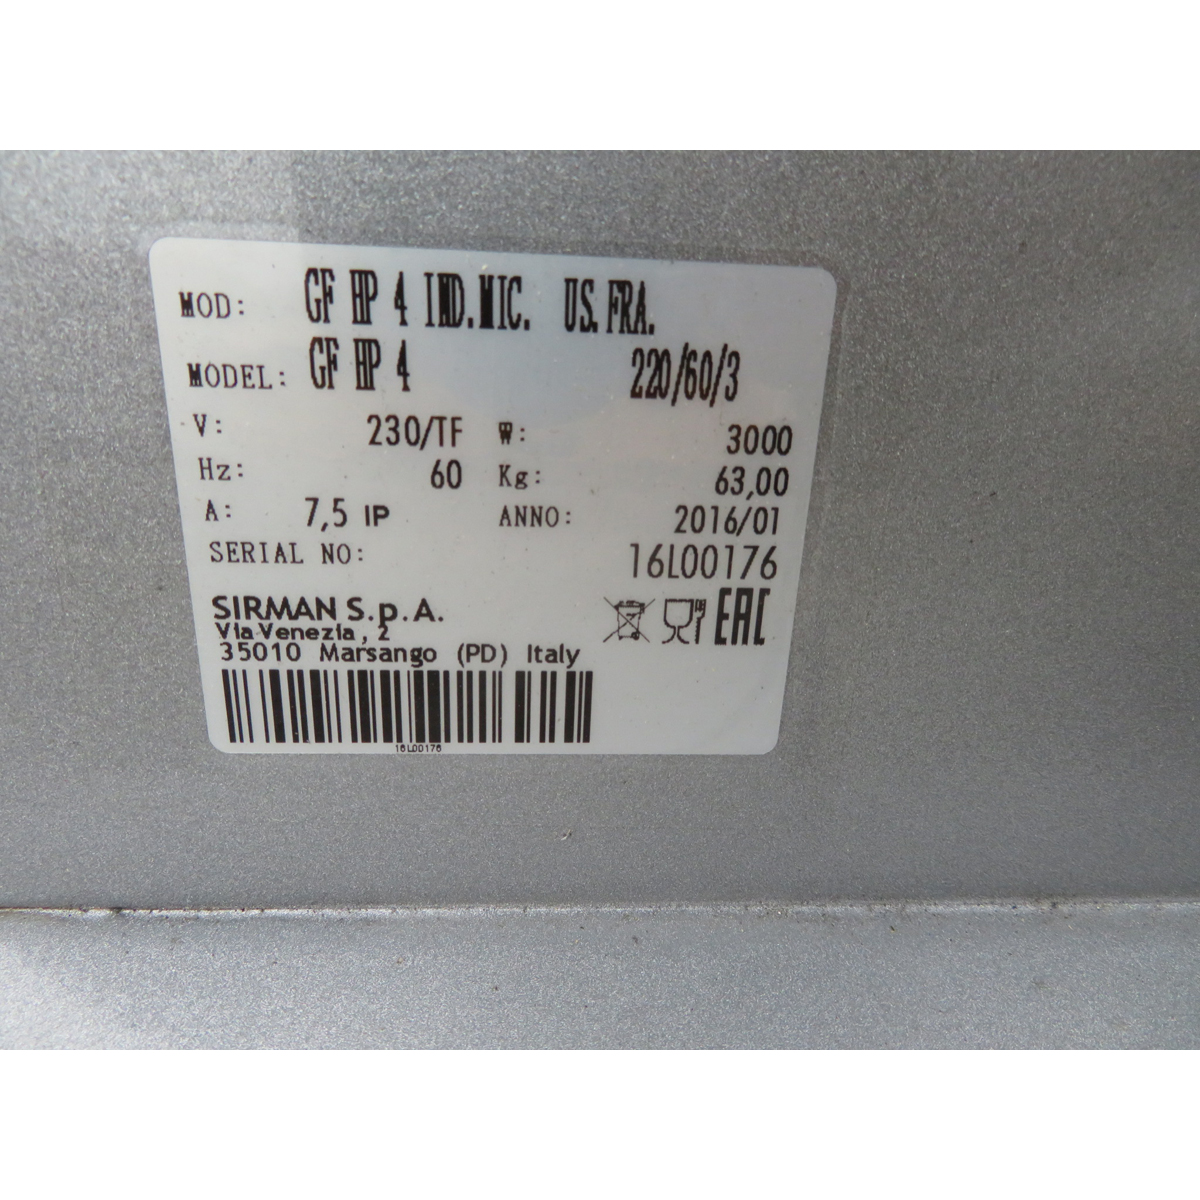 MOD: GF HP 4 IND.MIC. US.FRA.
MODEL: GF HP 4 220/60/3
V: 230/TF W: 3000
Hz: 60 Kg: 63,00
A: 7,5 IP ANNO: 2016/01
SERIAL NO: 16L00176
SIRMAN S.p.A.
Via Venezia, 2
35010 Marsango (PD) Italy
EAC
16L00176